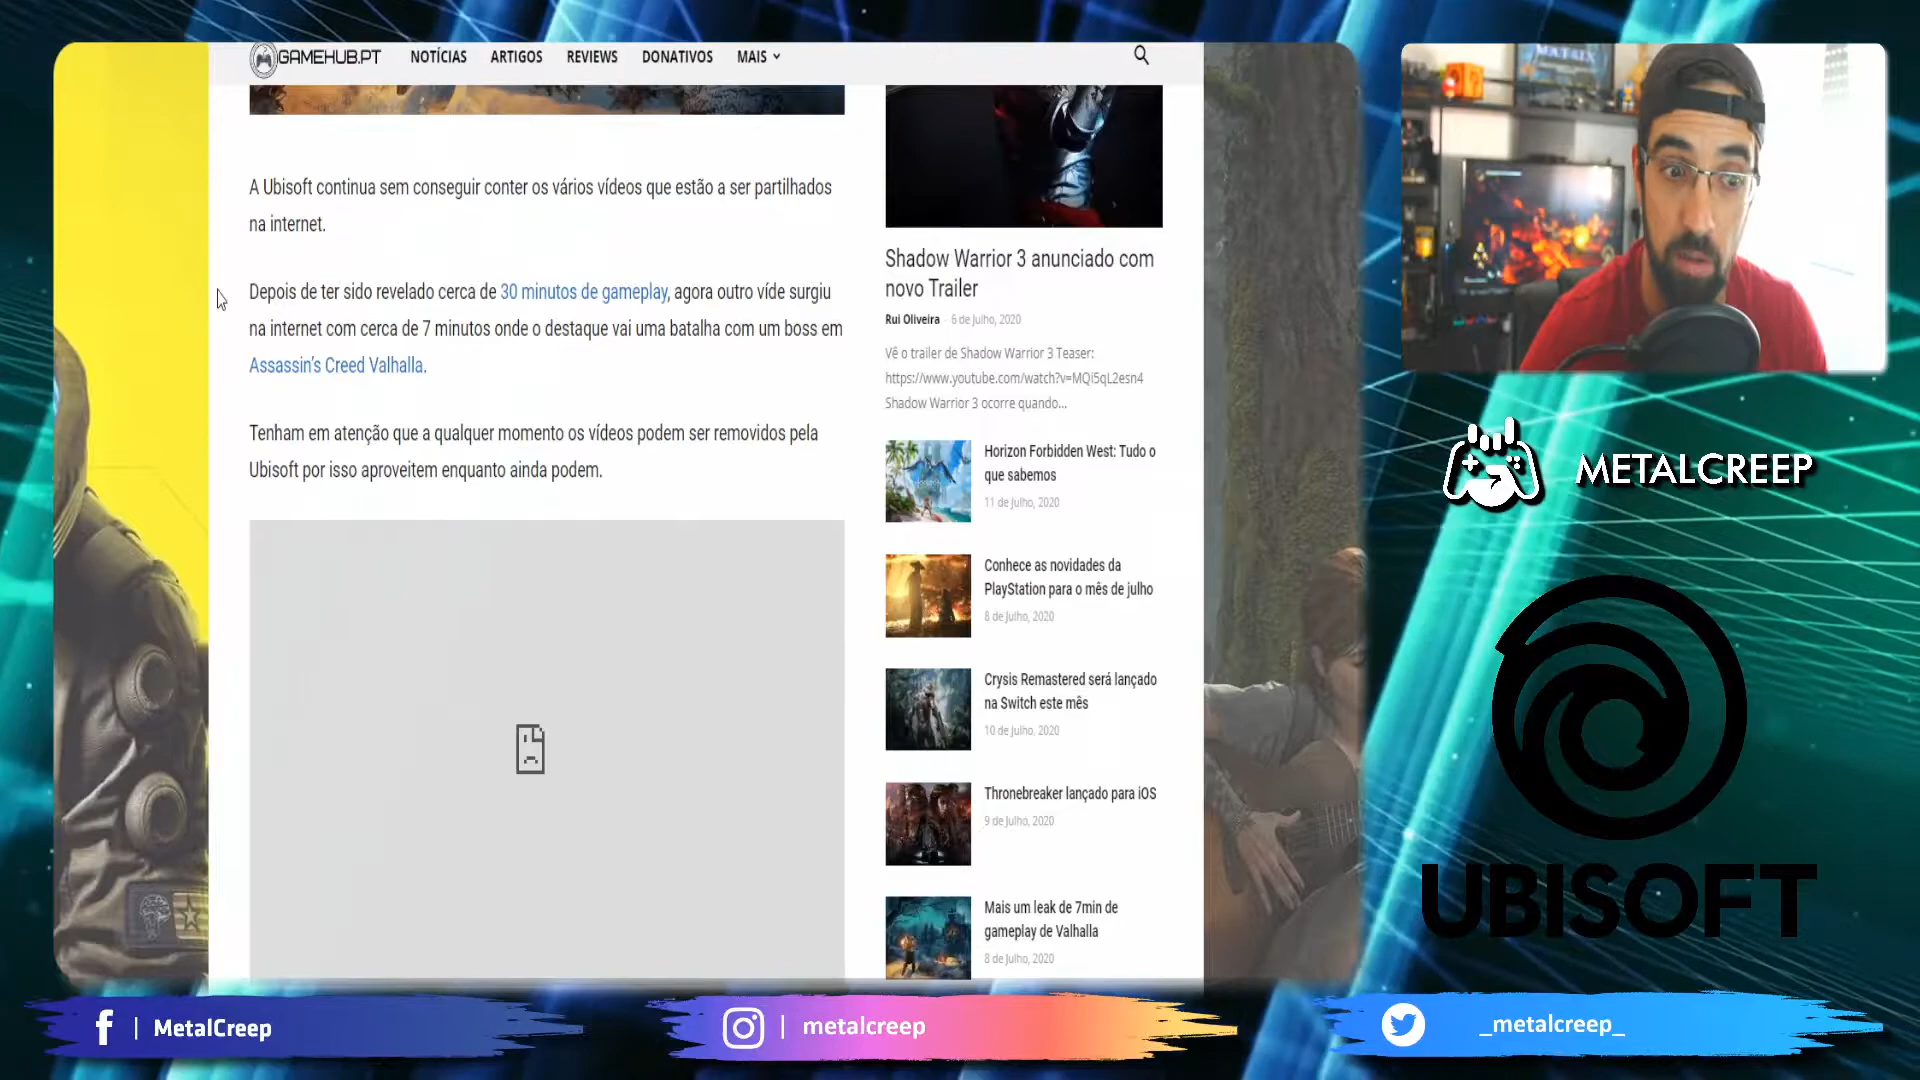 GAMEHUB.PT NOTÍCIAS ARTIGOS REVIEWS DONATIVOS MAIS
A Ubisoft continua sem conseguir conter os vários vídeos que estão a ser partilhados
na internet.
Depois de ter sido revelado cerca de 30 minutos de gameplay, agora outro víde surgiu
na internet com cerca de 7 minutos onde o destaque vai uma batalha com um boss em
Assassin's Creed Valhalla.
Tenham em atenção que a qualquer momento os vídeos podem ser removidos pela
Ubisoft por isso aproveitem enquanto ainda podem.
Shadow Warrior 3 anunciado com
novo Trailer
Rui Oliveira - 6 de Julho, 2020
Vê o trailer de Shadow Warrior 3 Teaser:
https://www.youtube.com/watch?v=MQi5qL2esn4
Shadow Warrior 3 ocorre quando...
Horizon Forbidden West: Tudo o
que sabemos
11 de Julho, 2020
Conhece as novidades da
PlayStation para o mês de julho
8 de Julho, 2020
Crysis Remastered será lançado
na Switch este mês
10 de Julho, 2020
Thronebreaker lançado para iOS
9 de Julho, 2020
Mais um leak de 7min de
gameplay de Valhalla
8 de Julho, 2020
MATRIX
METALCREEP
UBISOFT
MetalCreep
metalcreep
_metalcreep_